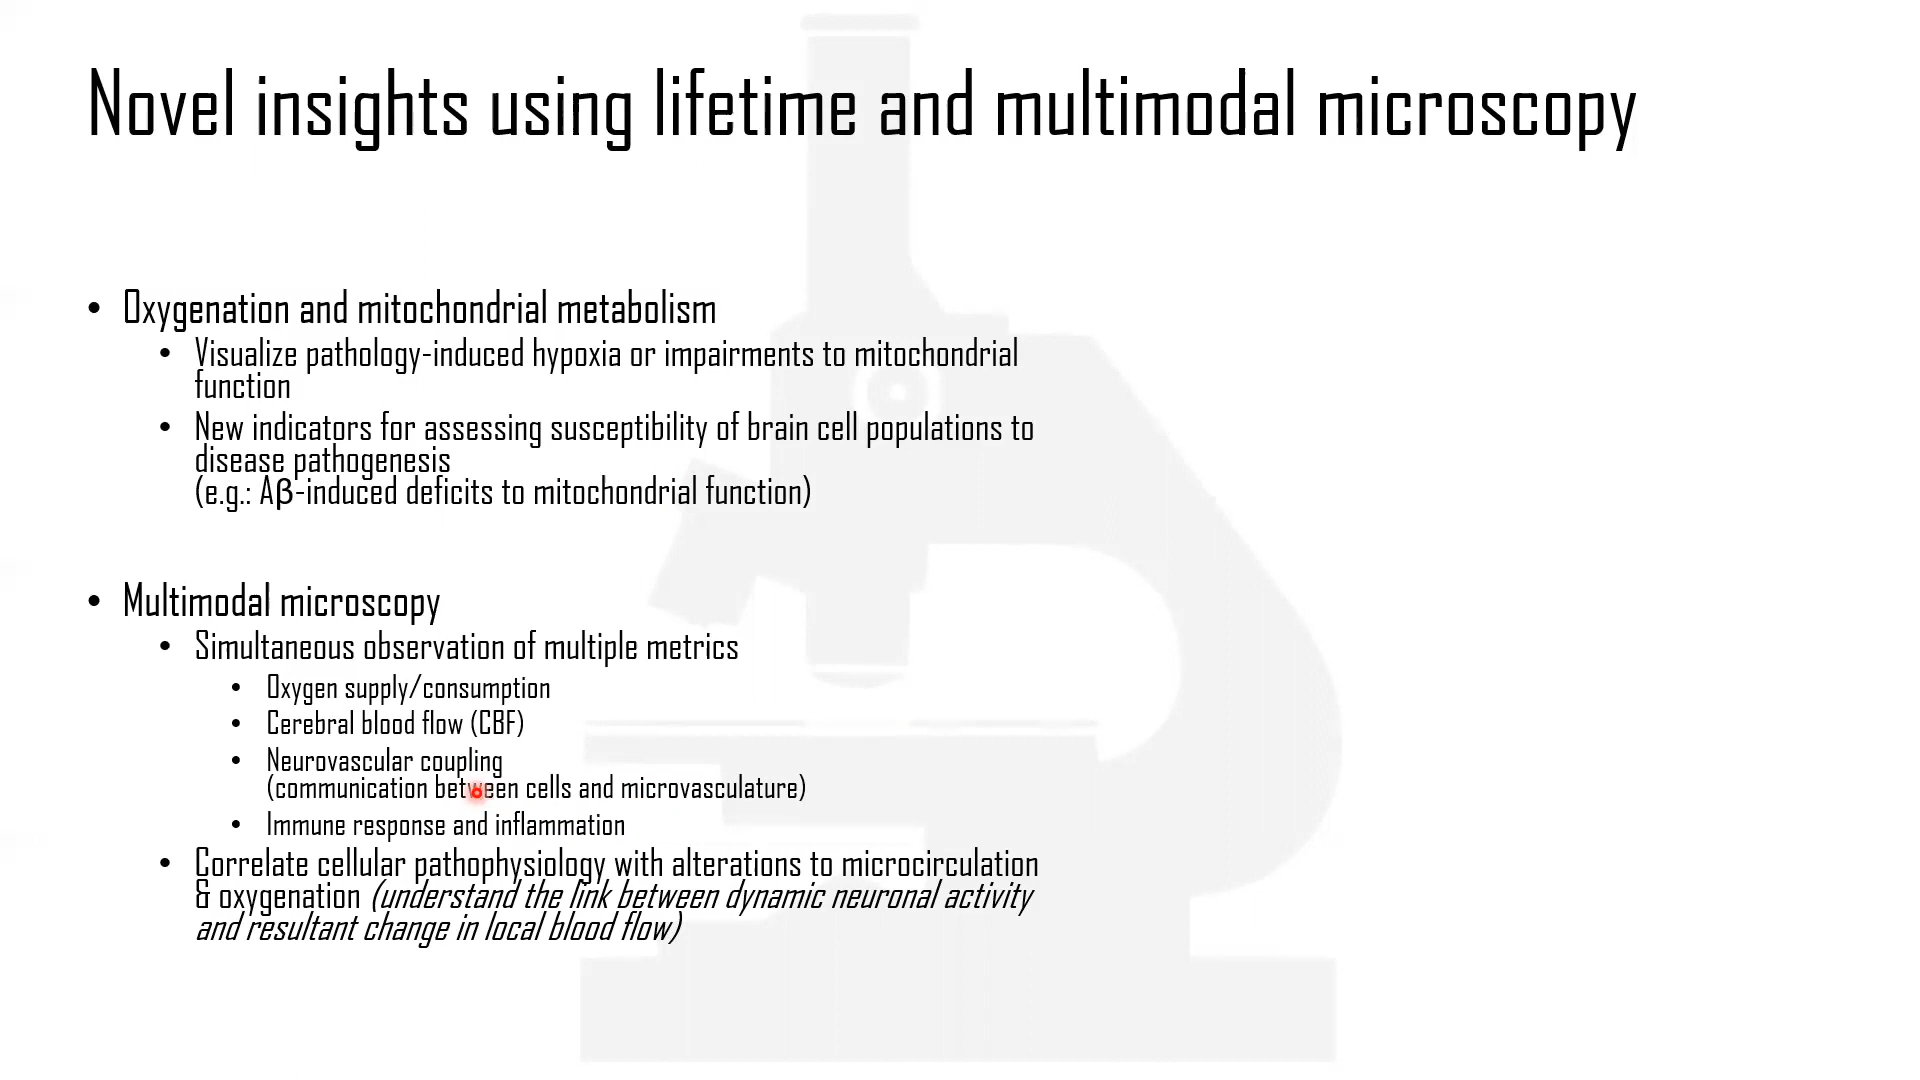 Novel insights using lifetime and multimodal microscopy
• Oxygenation and mitochondrial metabolism
• Visualize pathology-induced hypoxia or impairments to mitochondrial
function
• New indicators for assessing susceptibility of brain cell populations to
disease pathogenesis
(e.g.: Aβ-induced deficits to mitochondrial function)
• Multimodal microscopy
• Simultaneous observation of multiple metrics
• Oxygen supply/consumption
• Cerebral blood flow (CBF)
• Neurovascular coupling
(communication between cells and microvasculature)
• Immune response and inflammation
• Correlate cellular pathophysiology with alterations to microcirculation
& oxygenation (understand the link between dynamic neuronal activity
and resultant change in local blood flow)